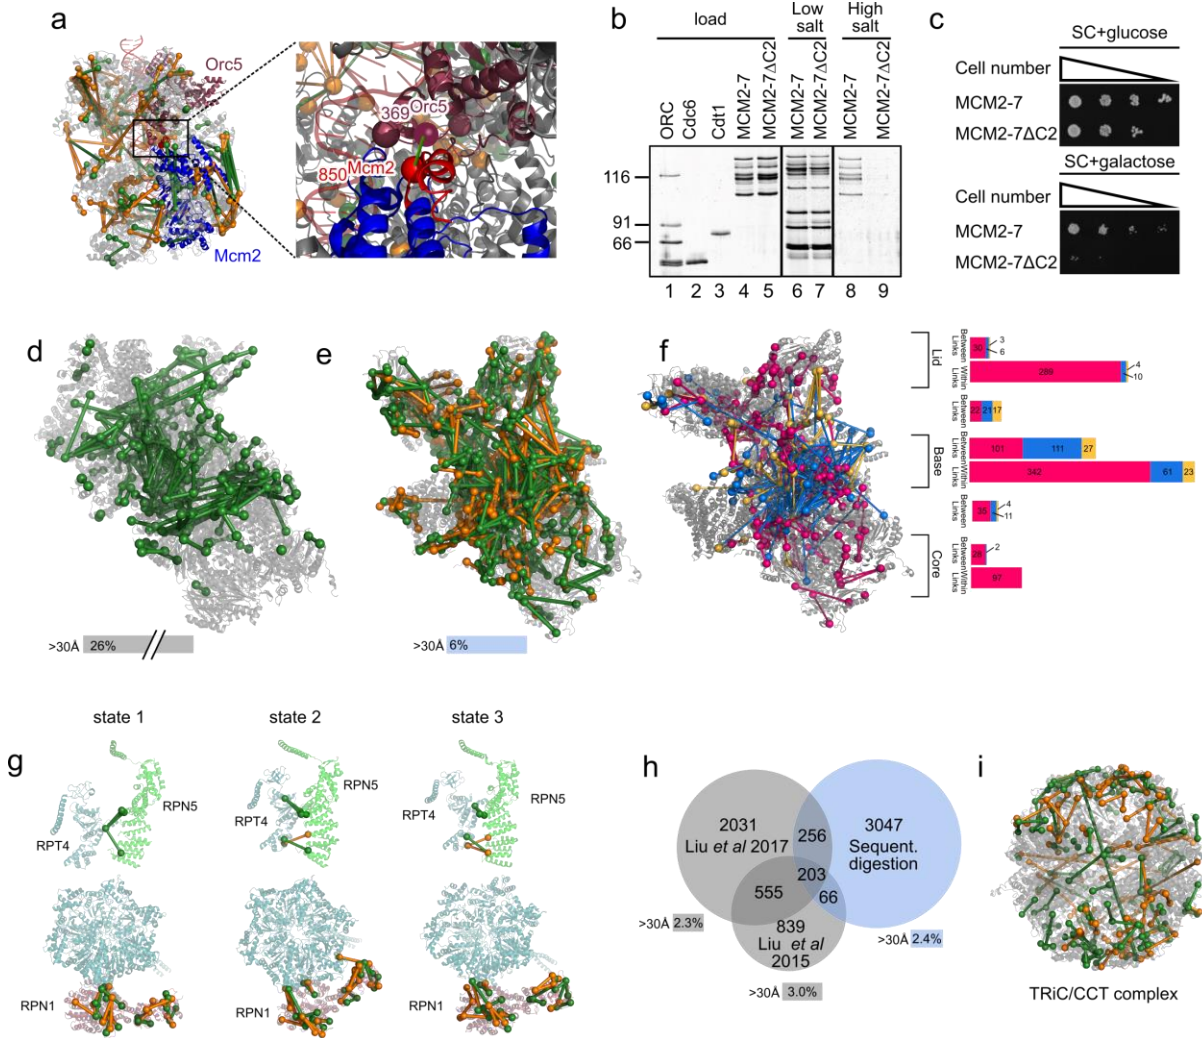 a
Orc5
Mcm2
369Orc5
850Mcm2
b
load
Low
salt
High
salt
ORC
Cdc6
Cdt1
MCM2-7
MCM2-7ΔC2
MCM2-7
MCM2-7ΔC2
MCM2-7
MCM2-7ΔC2
116
91
66
1 2 3 4 5 6 7 8 9
c
SC+glucose
Cell number
MCM2-7
MCM2-7ΔC2
SC+galactose
Cell number
MCM2-7
MCM2-7ΔC2
d
>30Å 26%
e
>30Å 6%
f
Lid
Between
Links
30
3
6
Within
Links
289
4
10
Between
Links
22 21 17
Base
Between
Links
101 111 27
Within
Links
342 61 23
Between
Links
35
4
11
Core
Between
Links
28
2
Within
Links
97
g
state 1
state 2
state 3
RPT4
RPN5
RPT4
RPN5
RPT4
RPN5
RPN1
RPN1
RPN1
h
2031
Liu et al 2017
256
3047
Sequent.
digestion
203
555
66
839
Liu et al
2015
>30Å 2.3%
>30Å 2.4%
>30Å 3.0%
i
TRiC/CCT complex